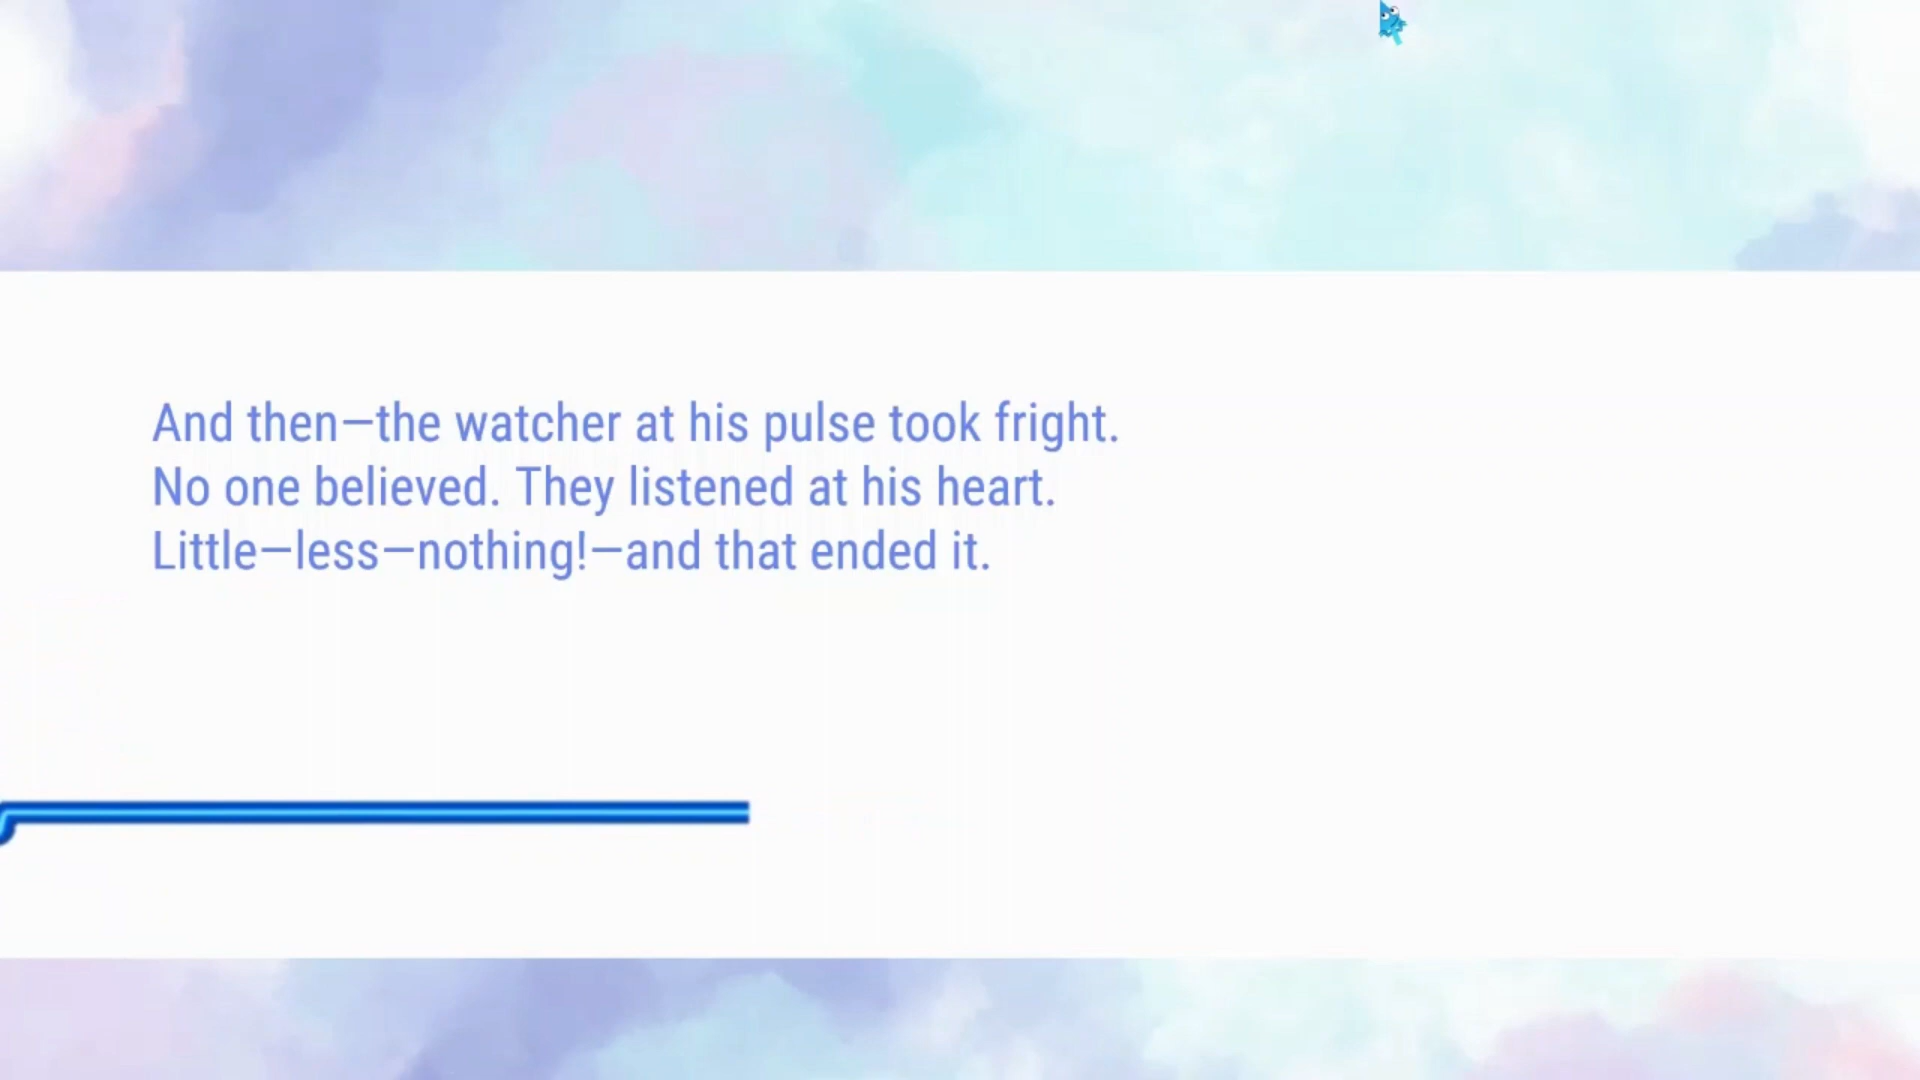 And then—the watcher at his pulse took fright.
No one believed. They listened at his heart.
Little—less—nothing!—and that ended it.